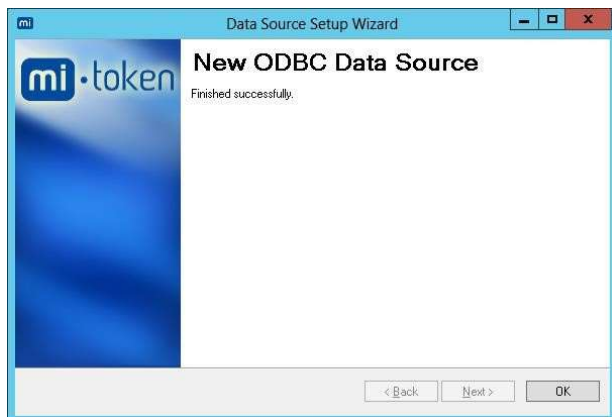 mi
Data Source Setup Wizard
x
mi·token
New ODBC Data Source
Finished successfully.
< Back
Next >
OK